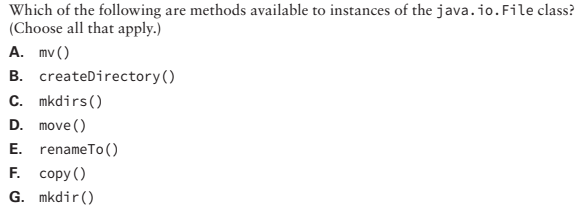 Which of the following are methods available to instances of the java.io.File class?
(Choose all that apply.)
A. mv()
B. createDirectory()
C. mkdirs()
D. move()
E. renameTo()
F. copy()
G. mkdir()